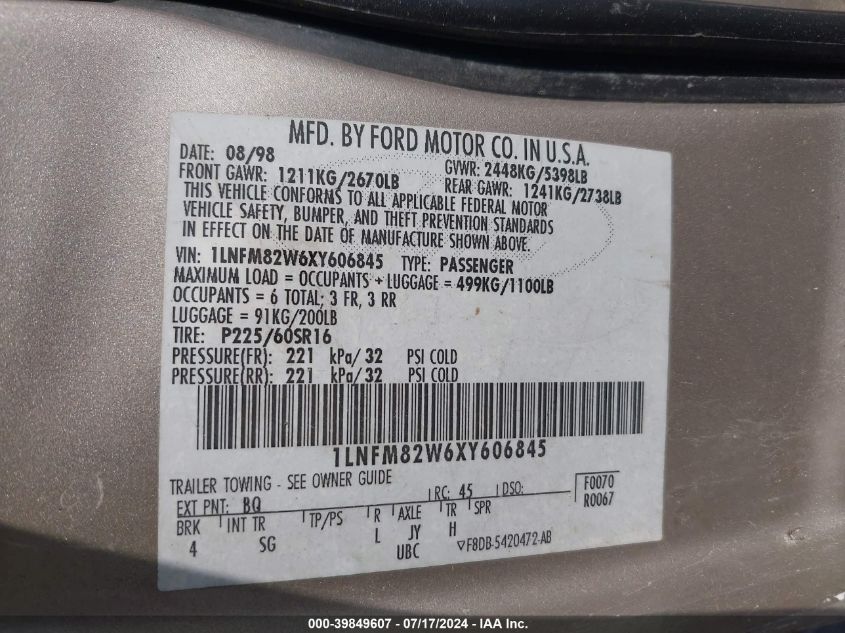 MFD. BY FORD MOTOR CO. IN U.S.A.
DATE: 08/98 GVWR: 2448KG/5398LB
FRONT GAWR: 1211KG/2670LB REAR GAWR: 1241KG/2738LB
THIS VEHICLE CONFORMS TO ALL APPLICABLE FEDERAL MOTOR
VEHICLE SAFETY, BUMPER, AND THEFT PREVENTION STANDARDS
IN EFFECT ON THE DATE OF MANUFACTURE SHOWN ABOVE.
VIN: 1LNFM82W6XY606845 TYPE: PASSENGER
MAXIMUM LOAD = OCCUPANTS + LUGGAGE = 499KG/1100LB
OCCUPANTS = 6 TOTAL; 3 FR, 3 RR
LUGGAGE = 91KG/200LB
TIRE: P225/60SR16
PRESSURE(FR): 221 kPa/ 32 PSI COLD
PRESSURE(RR): 221 kPa/ 32 PSI COLD
1LNFM82W6XY606845
TRAILER TOWING - SEE OWNER GUIDE
EXT PNT: BQ RC: 45 DSO: F0070
R0067
BRK INT TR TP/PS R AXLE TR SPR
4 SG L JY H
UBC ▽F8DB-5420472-AB
000-39849607 - 07/17/2024 - IAA Inc.